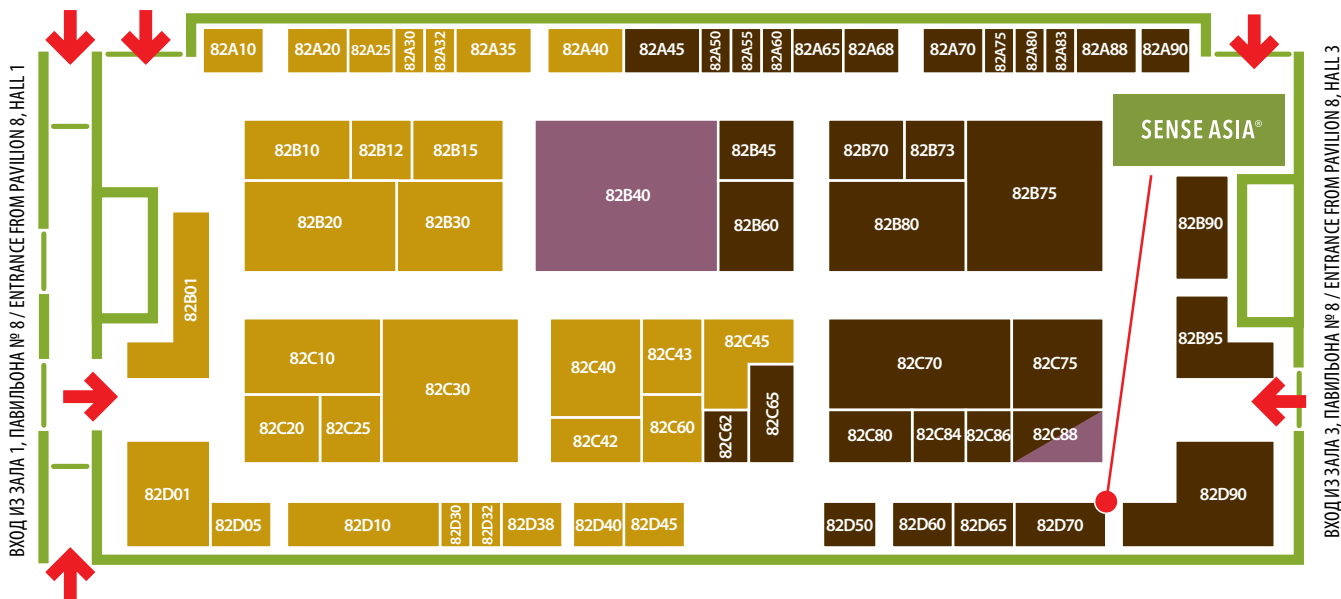 82A10
82A20
82A25
82A30
82A32
82A35
82A40
82A45
82A50
82A55
82A60
82A65
82A68
82A70
82A75
82A80
82A83
82A88
82A90
SENSE ASIA®
82B10
82B12
82B15
82B20
82B30
82B40
82B45
82B60
82B70
82B73
82B75
82B80
82B90
82B95
82B01
82C10
82C20
82C25
82C30
82C40
82C42
82C43
82C60
82C45
82C62
82C65
82C70
82C75
82C80
82C84
82C86
82C88
82D01
82D05
82D10
82D30
82D32
82D38
82D40
82D45
82D50
82D60
82D65
82D70
82D90
ВХОД ИЗ ЗАЛА 1, ПАВИЛЬОНА № 8 / ENTRANCE FROM PAVILION 8, HALL 1
ВХОД ИЗ ЗАЛА 3, ПАВИЛЬОНА № 8 / ENTRANCE FROM PAVILION 8, HALL 3